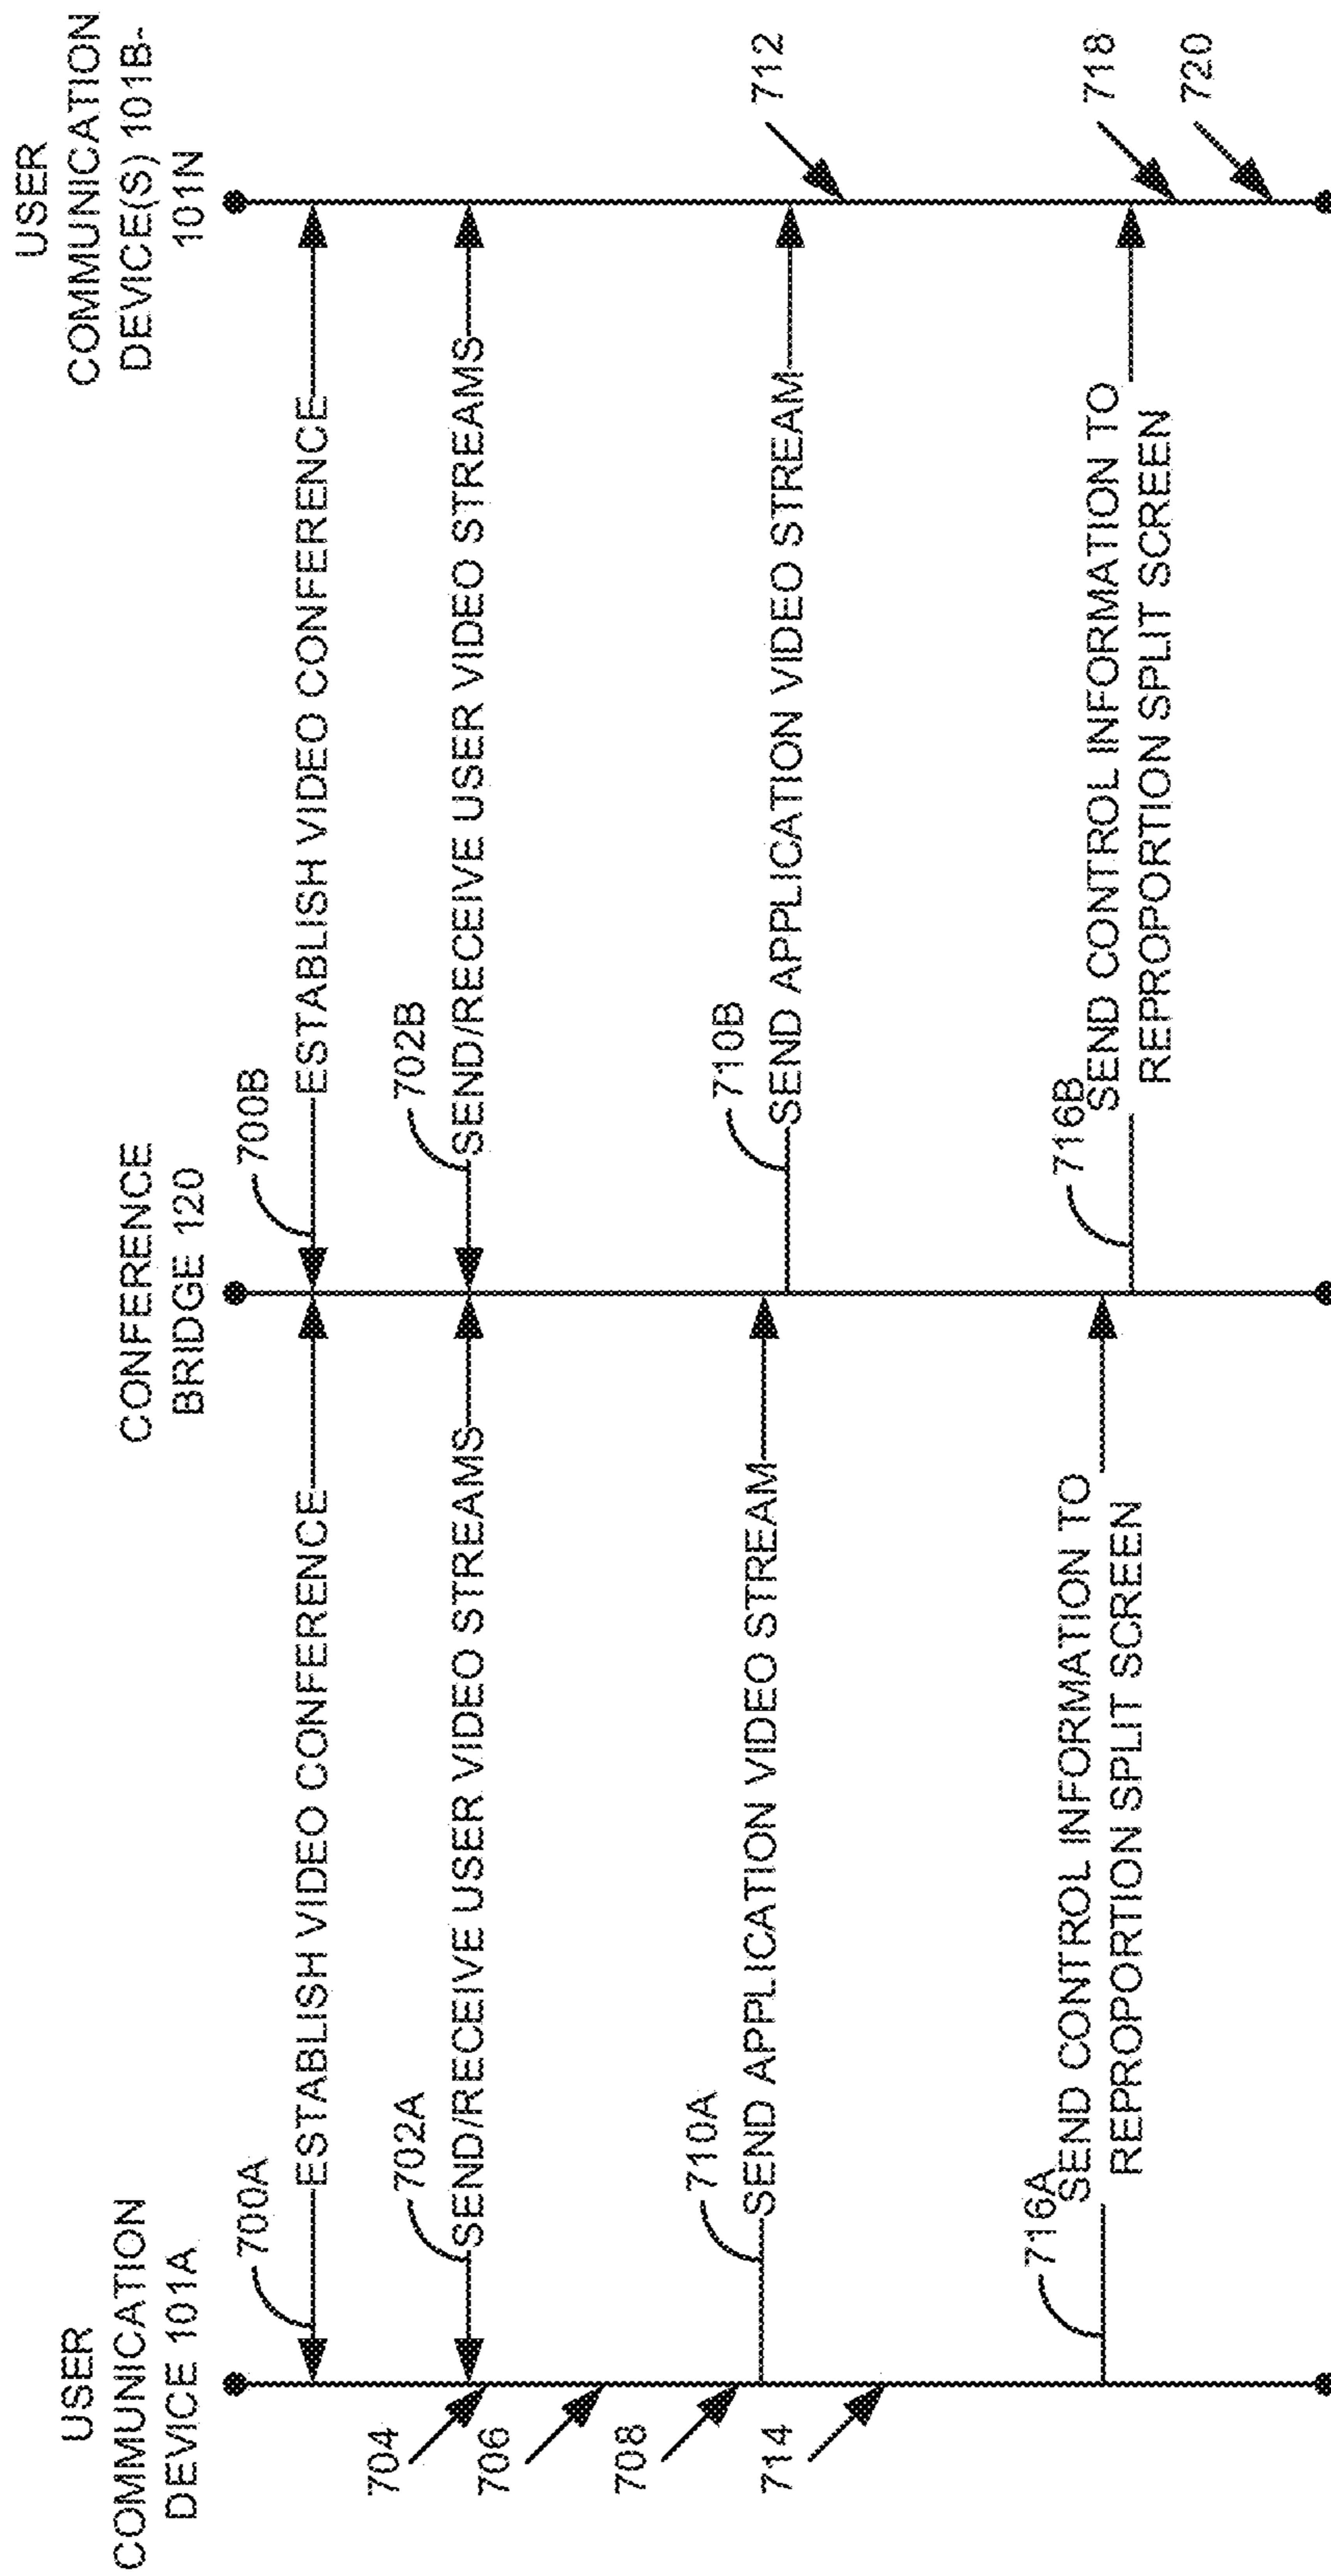 USER
COMMUNICATION
DEVICE 101A
CONFERENCE
BRIDGE 120
USER
COMMUNICATION
DEVICE(S) 101B-
101N
700A
ESTABLISH VIDEO CONFERENCE
700B
ESTABLISH VIDEO CONFERENCE
702A
SEND/RECEIVE USER VIDEO STREAMS
702B
SEND/RECEIVE USER VIDEO STREAMS
704
706
708
710A
SEND APPLICATION VIDEO STREAM
710B
SEND APPLICATION VIDEO STREAM
712
714
716A
SEND CONTROL INFORMATION TO
REPROPORTION SPLIT SCREEN
716B
SEND CONTROL INFORMATION TO
REPROPORTION SPLIT SCREEN
718
720